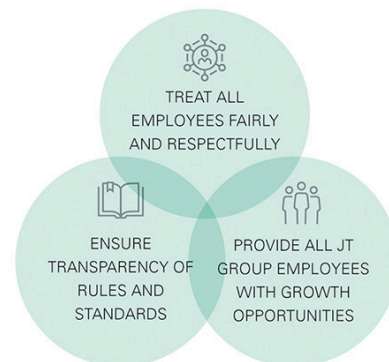 TREAT ALL
EMPLOYEES FAIRLY
AND RESPECTFULLY
ENSURE
TRANSPARENCY OF
RULES AND
STANDARDS
PROVIDE ALL JT
GROUP EMPLOYEES
WITH GROWTH
OPPORTUNITIES